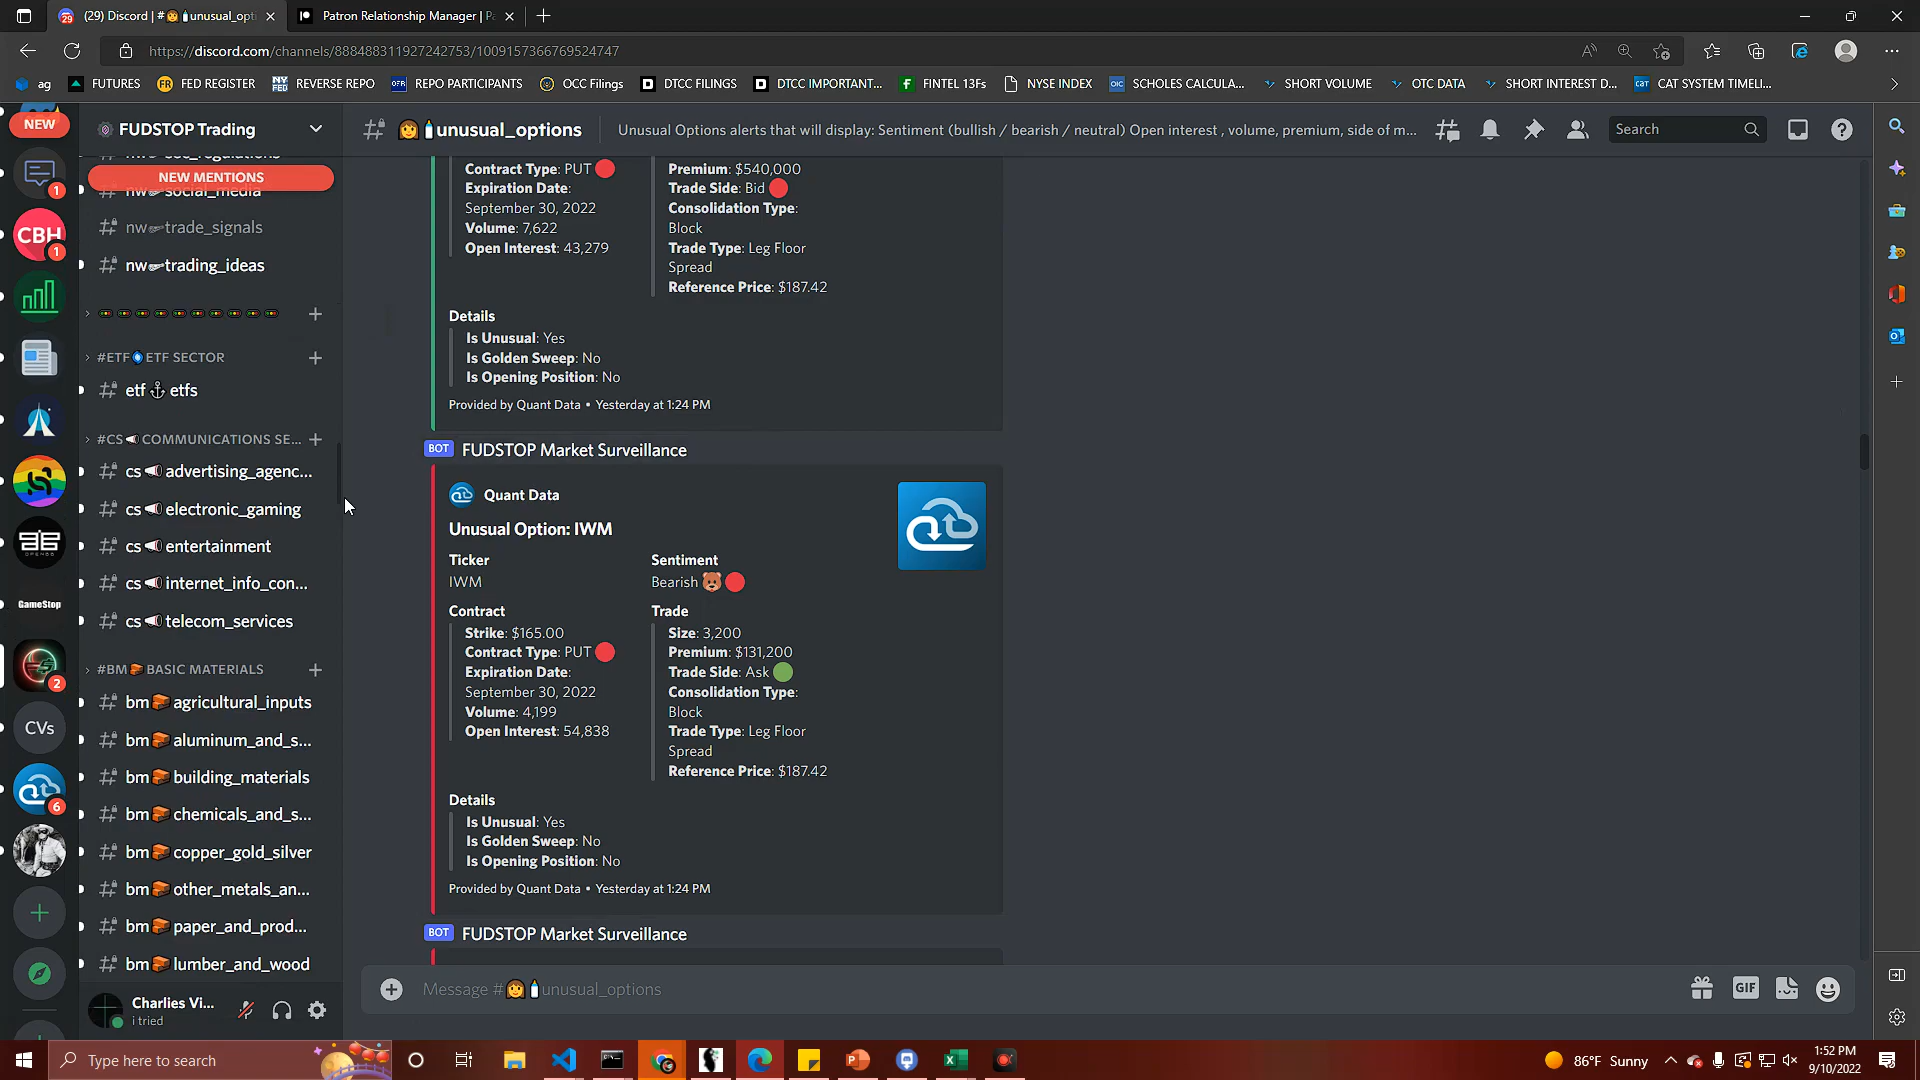 (29) Discord | # unusual_opti
Patron Relationship Manager | P
https://discord.com/channels/888488311927242753/1009157366769524747
ag
FUTURES
FED REGISTER
REVERSE REPO
REPO PARTICIPANTS
OCC Filings
DTCC FILINGS
DTCC IMPORTANT...
FINTEL 13Fs
NYSE INDEX
SCHOLES CALCULA...
SHORT VOLUME
OTC DATA
SHORT INTEREST D...
CAT SYSTEM TIMELI...
NEW
FUDSTOP Trading
unusual_options
Unusual Options alerts that will display: Sentiment (bullish / bearish / neutral) Open interest , volume, premium, side of m...
Search
NEW MENTIONS
nw social_media
nw trade_signals
nw trading_ideas
#ETF ETF SECTOR
etf etfs
#CS COMMUNICATIONS SE...
cs advertising_agenc...
cs electronic_gaming
cs entertainment
cs internet_info_con...
cs telecom_services
#BM BASIC MATERIALS
bm agricultural_inputs
bm aluminum_and_s...
bm building_materials
bm chemicals_and_s...
bm copper_gold_silver
bm other_metals_an...
bm paper_and_prod...
bm lumber_and_wood
1
CBH
1
GameStop
2
CVs
6
Charlies Vi...
i tried
Contract Type: PUT
Expiration Date:
September 30, 2022
Volume: 7,622
Open Interest: 43,279
Premium: $540,000
Trade Side: Bid
Consolidation Type:
Block
Trade Type: Leg Floor
Spread
Reference Price: $187.42
Details
Is Unusual: Yes
Is Golden Sweep: No
Is Opening Position: No
Provided by Quant Data • Yesterday at 1:24 PM
BOT FUDSTOP Market Surveillance
Quant Data
Unusual Option: IWM
Ticker
IWM
Sentiment
Bearish
Contract
Strike: $165.00
Contract Type: PUT
Expiration Date:
September 30, 2022
Volume: 4,199
Open Interest: 54,838
Trade
Size: 3,200
Premium: $131,200
Trade Side: Ask
Consolidation Type:
Block
Trade Type: Leg Floor
Spread
Reference Price: $187.42
Details
Is Unusual: Yes
Is Golden Sweep: No
Is Opening Position: No
Provided by Quant Data • Yesterday at 1:24 PM
BOT FUDSTOP Market Surveillance
Message # unusual_options
GIF
Type here to search
86°F Sunny
1:52 PM
9/10/2022